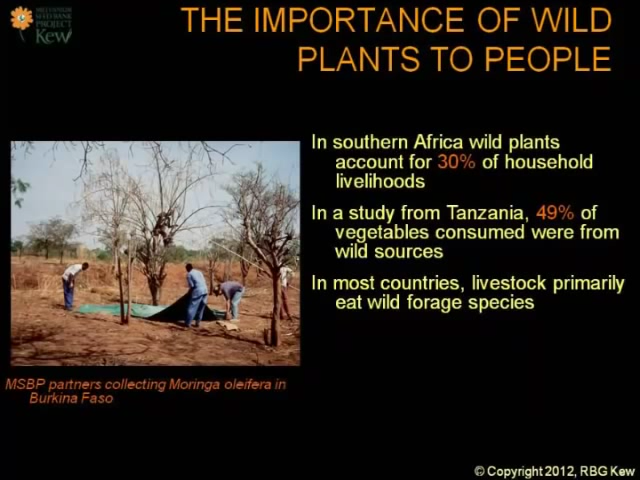 MILLENNIUM
SEED BANK
PROJECT
Kew
THE IMPORTANCE OF WILD
PLANTS TO PEOPLE
In southern Africa wild plants
account for 30% of household
livelihoods
In a study from Tanzania, 49% of
vegetables consumed were from
wild sources
In most countries, livestock primarily
eat wild forage species
MSBP partners collecting Moringa oleifera in
Burkina Faso
© Copyright 2012, RBG Kew